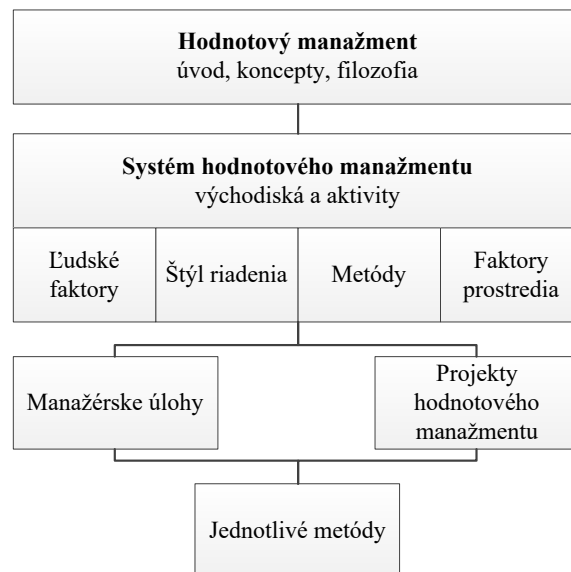 Hodnotový manažment
úvod, koncepty, filozofia
Systém hodnotového manažmentu
východiská a aktivity
Ľudské
faktory
Štýl riadenia
Metódy
Faktory
prostredia
Manažérske úlohy
Projekty
hodnotového
manažmentu
Jednotlivé metódy